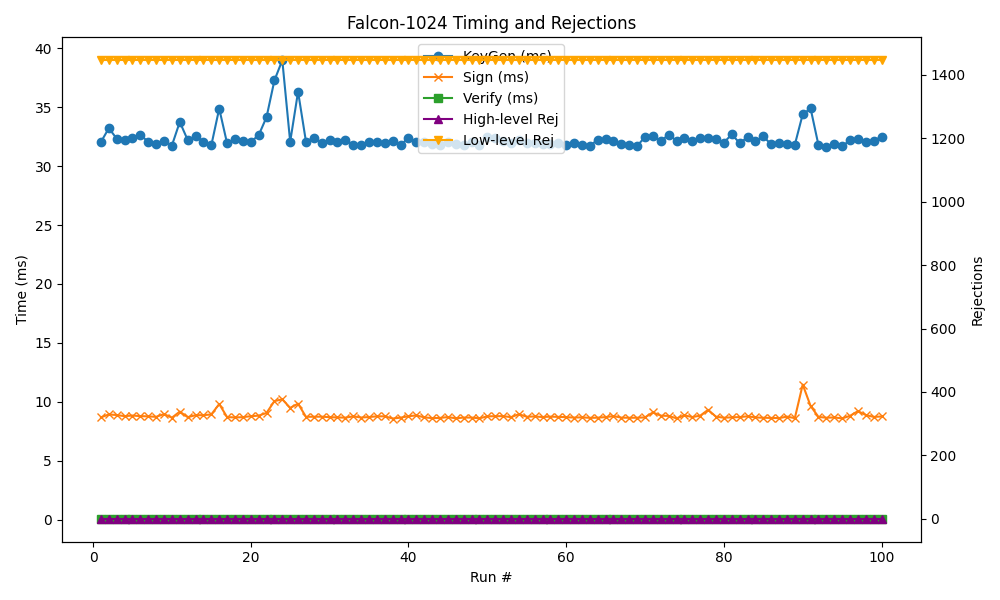 Falcon-1024 Timing and Rejections
KeyGen (ms)
Sign (ms)
Verify (ms)
High-level Rej
Low-level Rej
40
35
30
25
20
15
10
5
0
Time (ms)
1400
1200
1000
800
600
400
200
0
Rejections
0
20
40
60
80
100
Run #